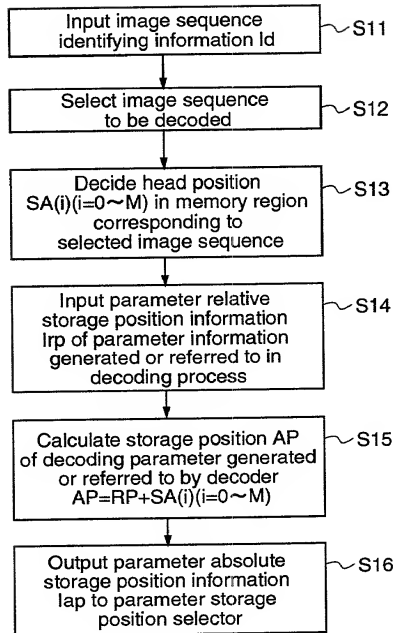 Input image sequence
identifying information Id
S11
Select image sequence
to be decoded
S12
Decide head position
SA(i)(i=0~M) in memory region
corresponding to
selected image sequence
S13
Input parameter relative
storage position information
Irp of parameter information
generated or referred to in
decoding process
S14
Calculate storage position AP
of decoding parameter generated
or referred to by decoder
AP=RP+SA(i)(i=0~M)
S15
Output parameter absolute
storage position information
Iap to parameter storage
position selector
S16